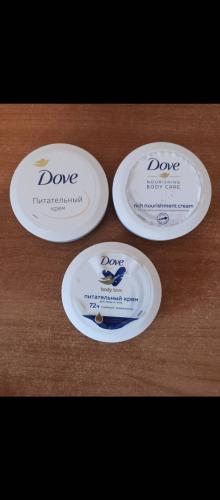 Dove
Питательный
крем
Dove
NOURISHING
BODY CARE
rich nourishment cream
Dove
body love
питательный крем
72ч